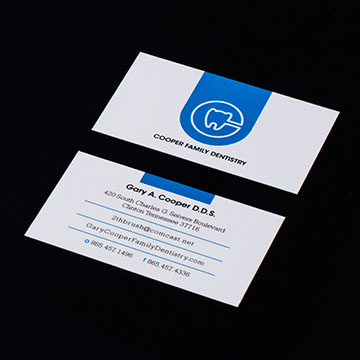 COOPER FAMILY DENTISTRY
Gary A. Cooper D.D.S.
420 South Charles G. Seivers Boulevard
Clinton Tennessee 37716
2thbrush@comcast.net
GaryCooperFamilyDentistry.com
o 865.457.1496 f 865.457.4336